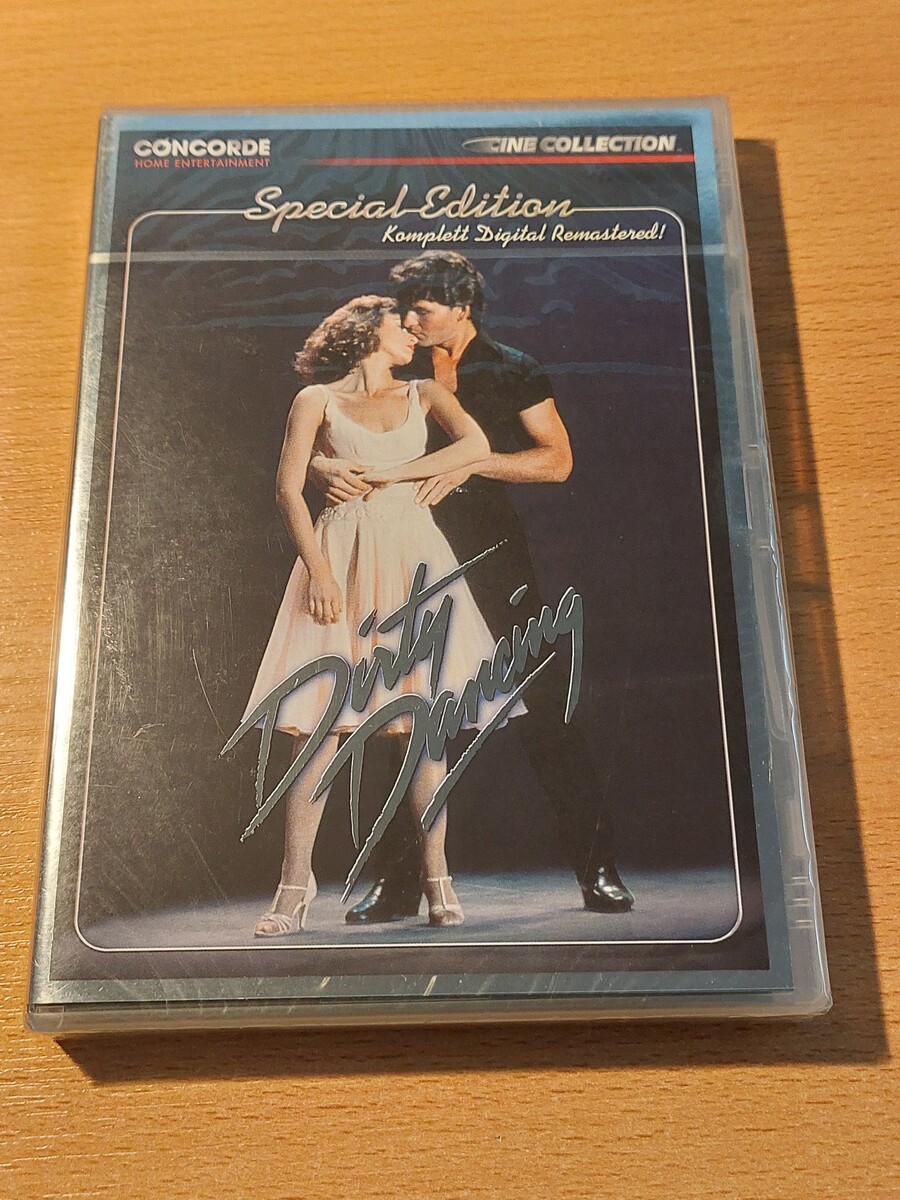 CONCORDE
HOME ENTERTAINMENT
CINE COLLECTION
Special Edition
Komplett Digital Remastered!
Dirty
Dancing